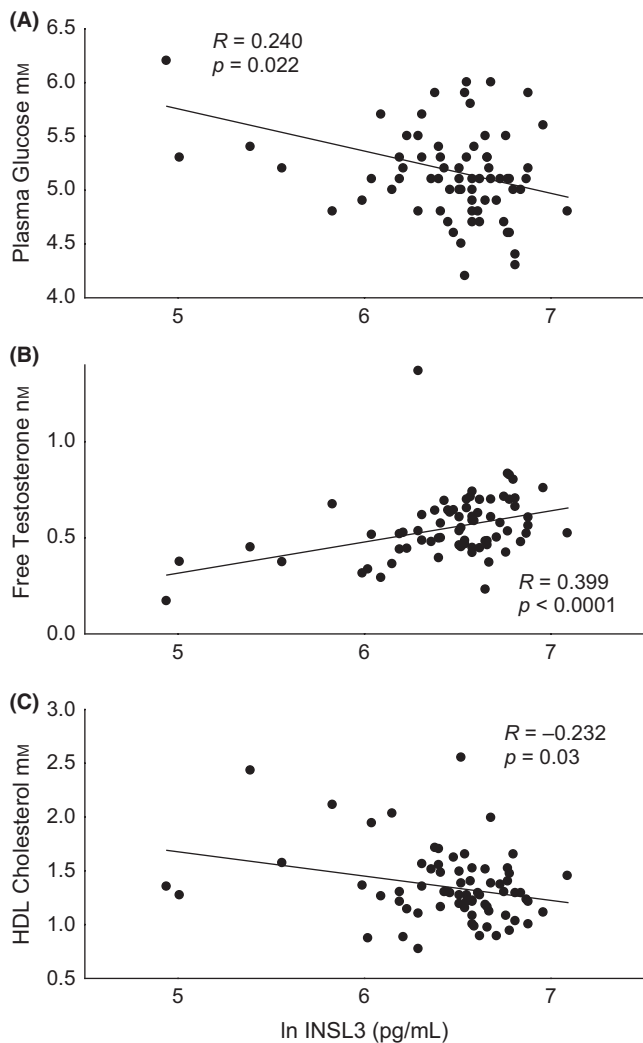 (A)
Plasma Glucose mM
6.5
6.0
5.5
5.0
4.5
4.0
R = 0.240
p = 0.022
5 6 7
(B)
Free Testosterone nM
1.0
0.5
0.0
R = 0.399
p < 0.0001
5 6 7
(C)
HDL Cholesterol mM
3.0
2.5
2.0
1.5
1.0
0.5
R = –0.232
p = 0.03
5 6 7
ln INSL3 (pg/mL)